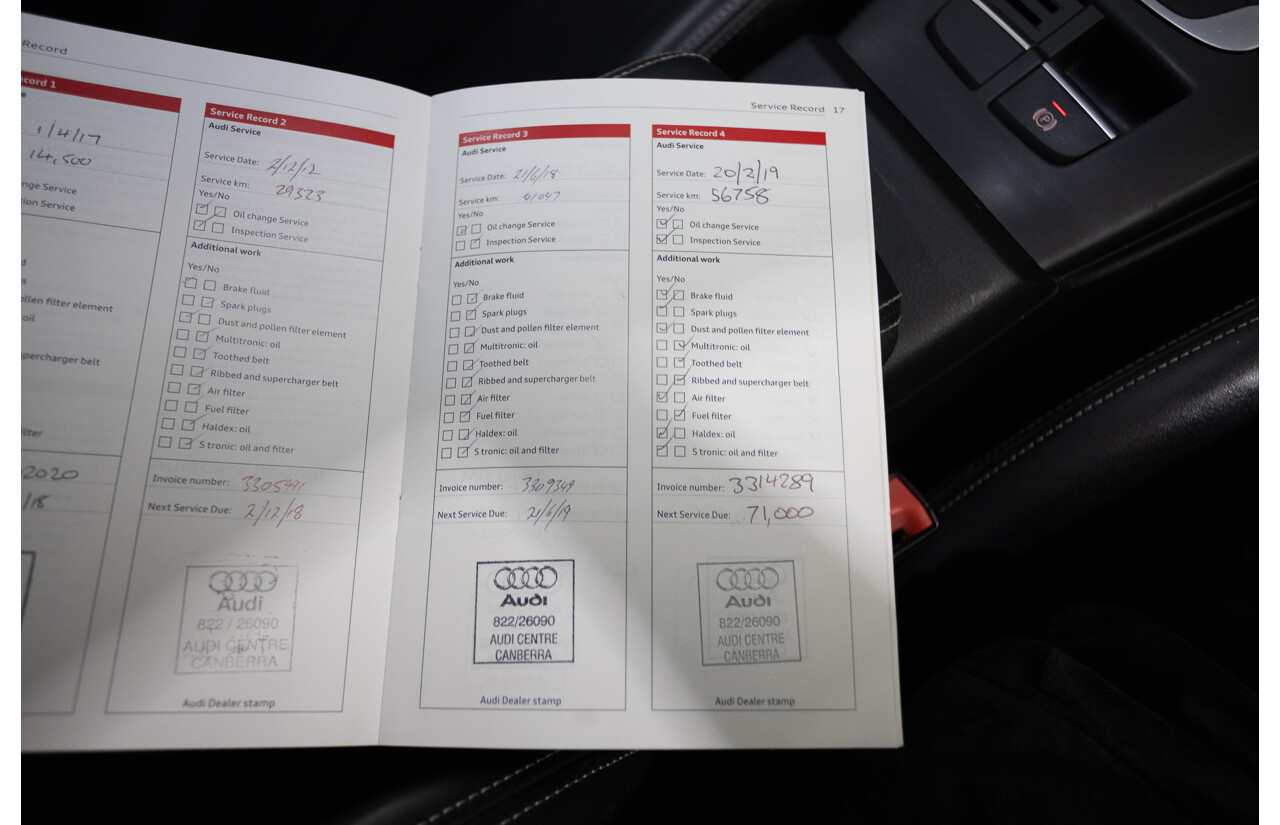 Record
cord 1
e
1/4/17
14,500
nge Service
ion Service
d
s
llen filter element
oil
percharger belt
ilter
2020
/18
Service Record 2
Audi Service
Service Date: 2/12/12
Service km: 29323
Yes/No
Oil change Service
Inspection Service
Additional work
Yes/No
Brake fluid
Spark plugs
Dust and pollen filter element
Multitronic: oil
Toothed belt
Ribbed and supercharger belt
Air filter
Fuel filter
Haldex: oil
S tronic: oil and filter
Invoice number:
Next Service Due: 2/12/18
Audi
822 / 26090
AUDI CENTRE
CANBERRA
Audi Dealer stamp
Service Record 17
Service Record 3
Audi Service
Service Date: 21/6/18
Service km: 41047
Yes/No
Oil change Service
Inspection Service
Additional work
Yes/No
Brake fluid
Spark plugs
Dust and pollen filter element
Multitronic: oil
Toothed belt
Ribbed and supercharger belt
Air filter
Fuel filter
Haldex: oil
S tronic: oil and filter
Invoice number: 3309349
Next Service Due: 21/6/19
Audi
822/26090
AUDI CENTRE
CANBERRA
Audi Dealer stamp
Service Record 4
Audi Service
Service Date: 20/2/19
Service km: 56758
Yes/No
Oil change Service
Inspection Service
Additional work
Yes/No
Brake fluid
Spark plugs
Dust and pollen filter element
Multitronic: oil
Toothed belt
Ribbed and supercharger belt
Air filter
Fuel filter
Haldex: oil
S tronic: oil and filter
Invoice number: 3314289
Next Service Due: 71,000
Audi
822/26090
AUDI CENTRE
CANBERRA
Audi Dealer stamp
P